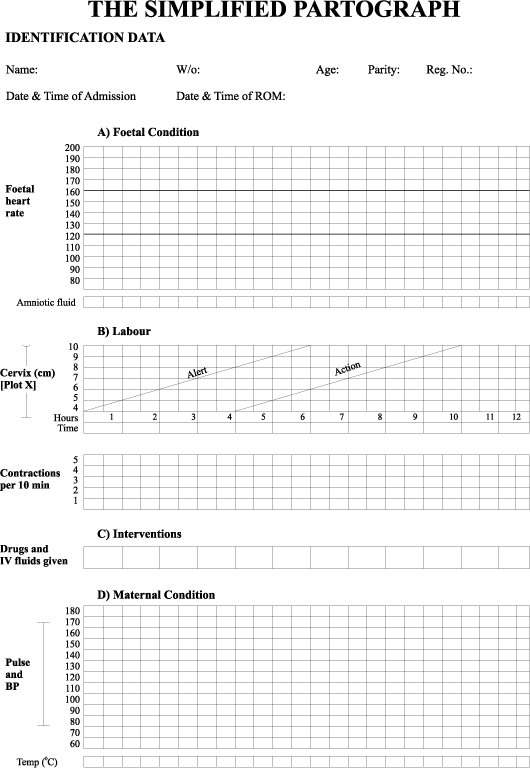 THE SIMPLIFIED PARTOGRAPH
IDENTIFICATION DATA
Name: W/o: Age: Parity: Reg. No.:
Date & Time of Admission Date & Time of ROM:
A) Foetal Condition
Foetal
heart
rate
200
190
180
170
160
150
140
130
120
110
100
90
80
Amniotic fluid
B) Labour
Cervix (cm)
[Plot X]
10
9
8
7
6
5
4
Alert
Action
Hours 1 2 3 4 5 6 7 8 9 10 11 12
Time
Contractions
per 10 min
5
4
3
2
1
C) Interventions
Drugs and
IV fluids given
D) Maternal Condition
Pulse
and
BP
180
170
160
150
140
130
120
110
100
90
80
70
60
Temp (⁰C)